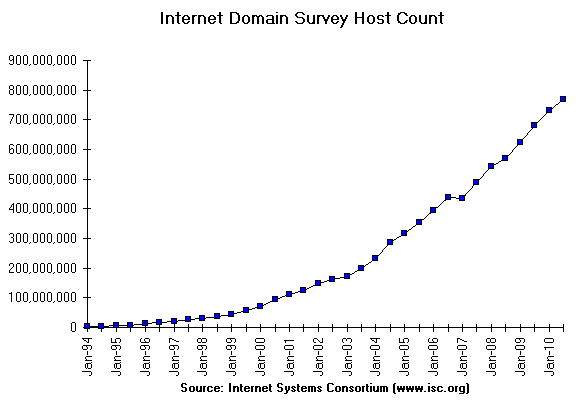 Internet Domain Survey Host Count
900,000,000
800,000,000
700,000,000
600,000,000
500,000,000
400,000,000
300,000,000
200,000,000
100,000,000
0
Jan-94
Jan-95
Jan-96
Jan-97
Jan-98
Jan-99
Jan-00
Jan-01
Jan-02
Jan-03
Jan-04
Jan-05
Jan-06
Jan-07
Jan-08
Jan-09
Jan-10
Source: Internet Systems Consortium (www.isc.org)